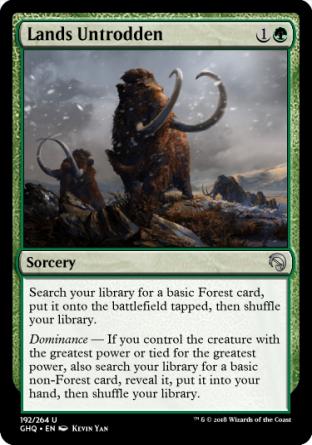 Lands Untrodden 1
Sorcery
Search your library for a basic Forest card,
put it onto the battlefield tapped, then shuffle
your library.
Dominance — If you control the creature with
the greatest power or tied for the greatest
power, also search your library for a basic
non-Forest card, reveal it, put it into your
hand, then shuffle your library.
192/264 U
GHQ • EN Kevin Yan
™ & © 2018 Wizards of the Coast